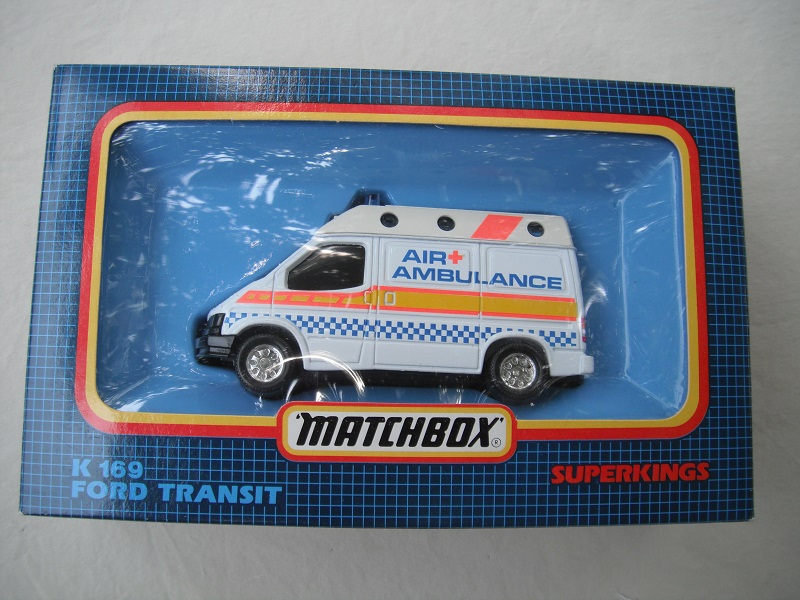 AIR+
AMBULANCE
MATCHBOX®
K 169
FORD TRANSIT
SUPERKINGS